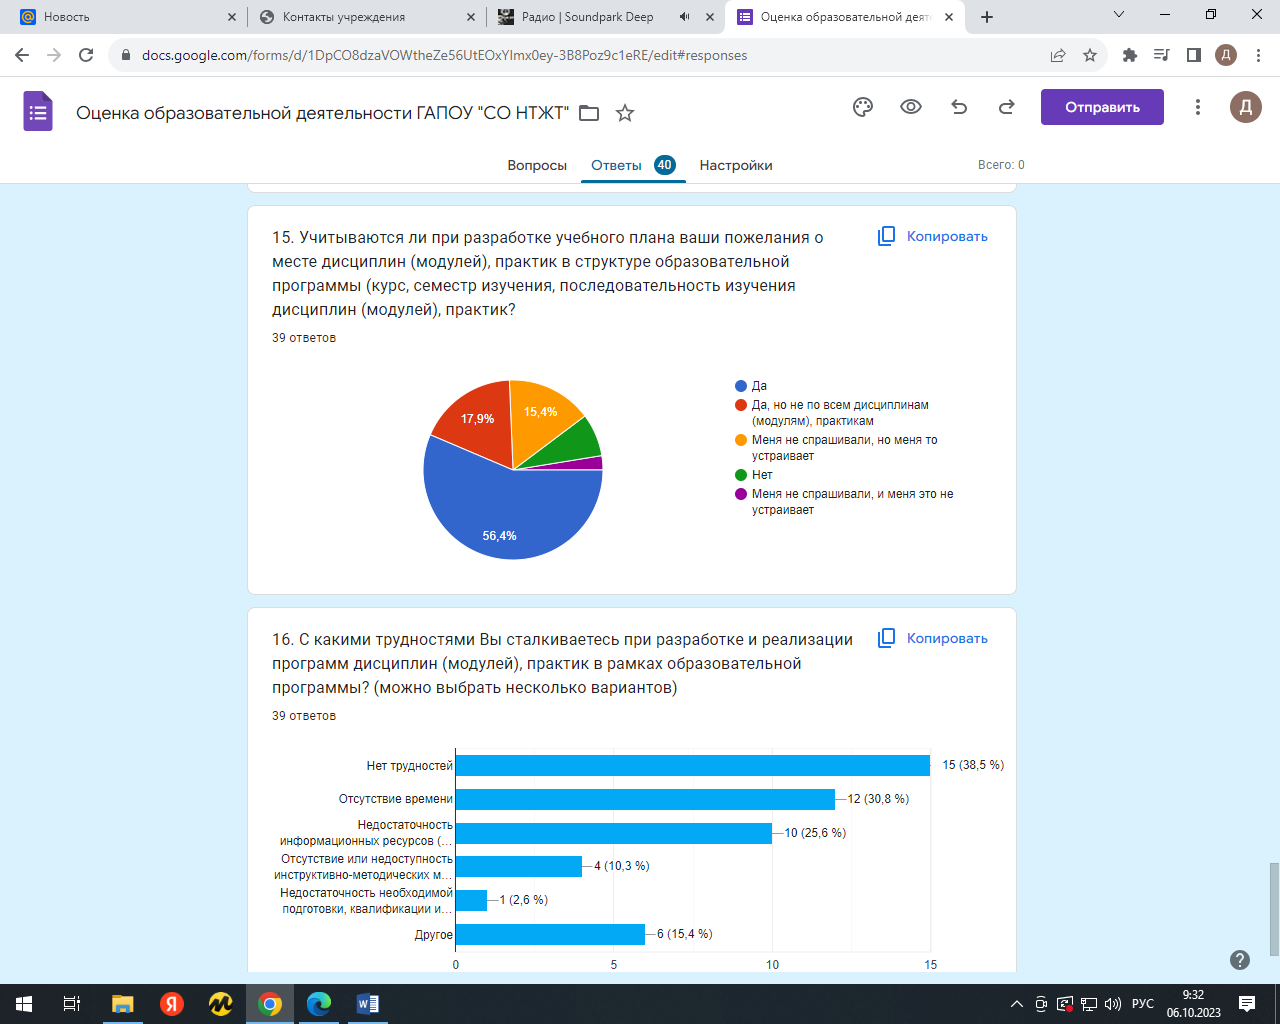 Новость
Контакты учреждения
Радио | Soundpark Deep
Оценка образовательной деят
docs.google.com/forms/d/1DpCO8dzaVOWtheZe56UtEOxYlmx0ey-3B8Poz9c1eRE/edit#responses
Д
Оценка образовательной деятельности ГАПОУ "СО НТЖТ"
Отправить
Д
Вопросы
Ответы 40
Настройки
Всего: 0
15. Учитываются ли при разработке учебного плана ваши пожелания о
месте дисциплин (модулей), практик в структуре образовательной
программы (курс, семестр изучения, последовательность изучения
дисциплин (модулей), практик?
Копировать
39 ответов
17,9%
15,4%
56,4%
Да
Да, но не по всем дисциплинам
(модулям), практикам
Меня не спрашивали, но меня то
устраивает
Нет
Меня не спрашивали, и меня это не
устраивает
16. С какими трудностями Вы сталкиваетесь при разработке и реализации
программ дисциплин (модулей), практик в рамках образовательной
программы? (можно выбрать несколько вариантов)
Копировать
39 ответов
Нет трудностей
15 (38,5 %)
Отсутствие времени
12 (30,8 %)
Недостаточность
информационных ресурсов (...
10 (25,6 %)
Отсутствие или недоступность
инструктивно-методических м...
4 (10,3 %)
Недостаточность необходимой
подготовки, квалификации и...
1 (2,6 %)
Другое
6 (15,4 %)
0 5 10 15
РУС
9:32
06.10.2023